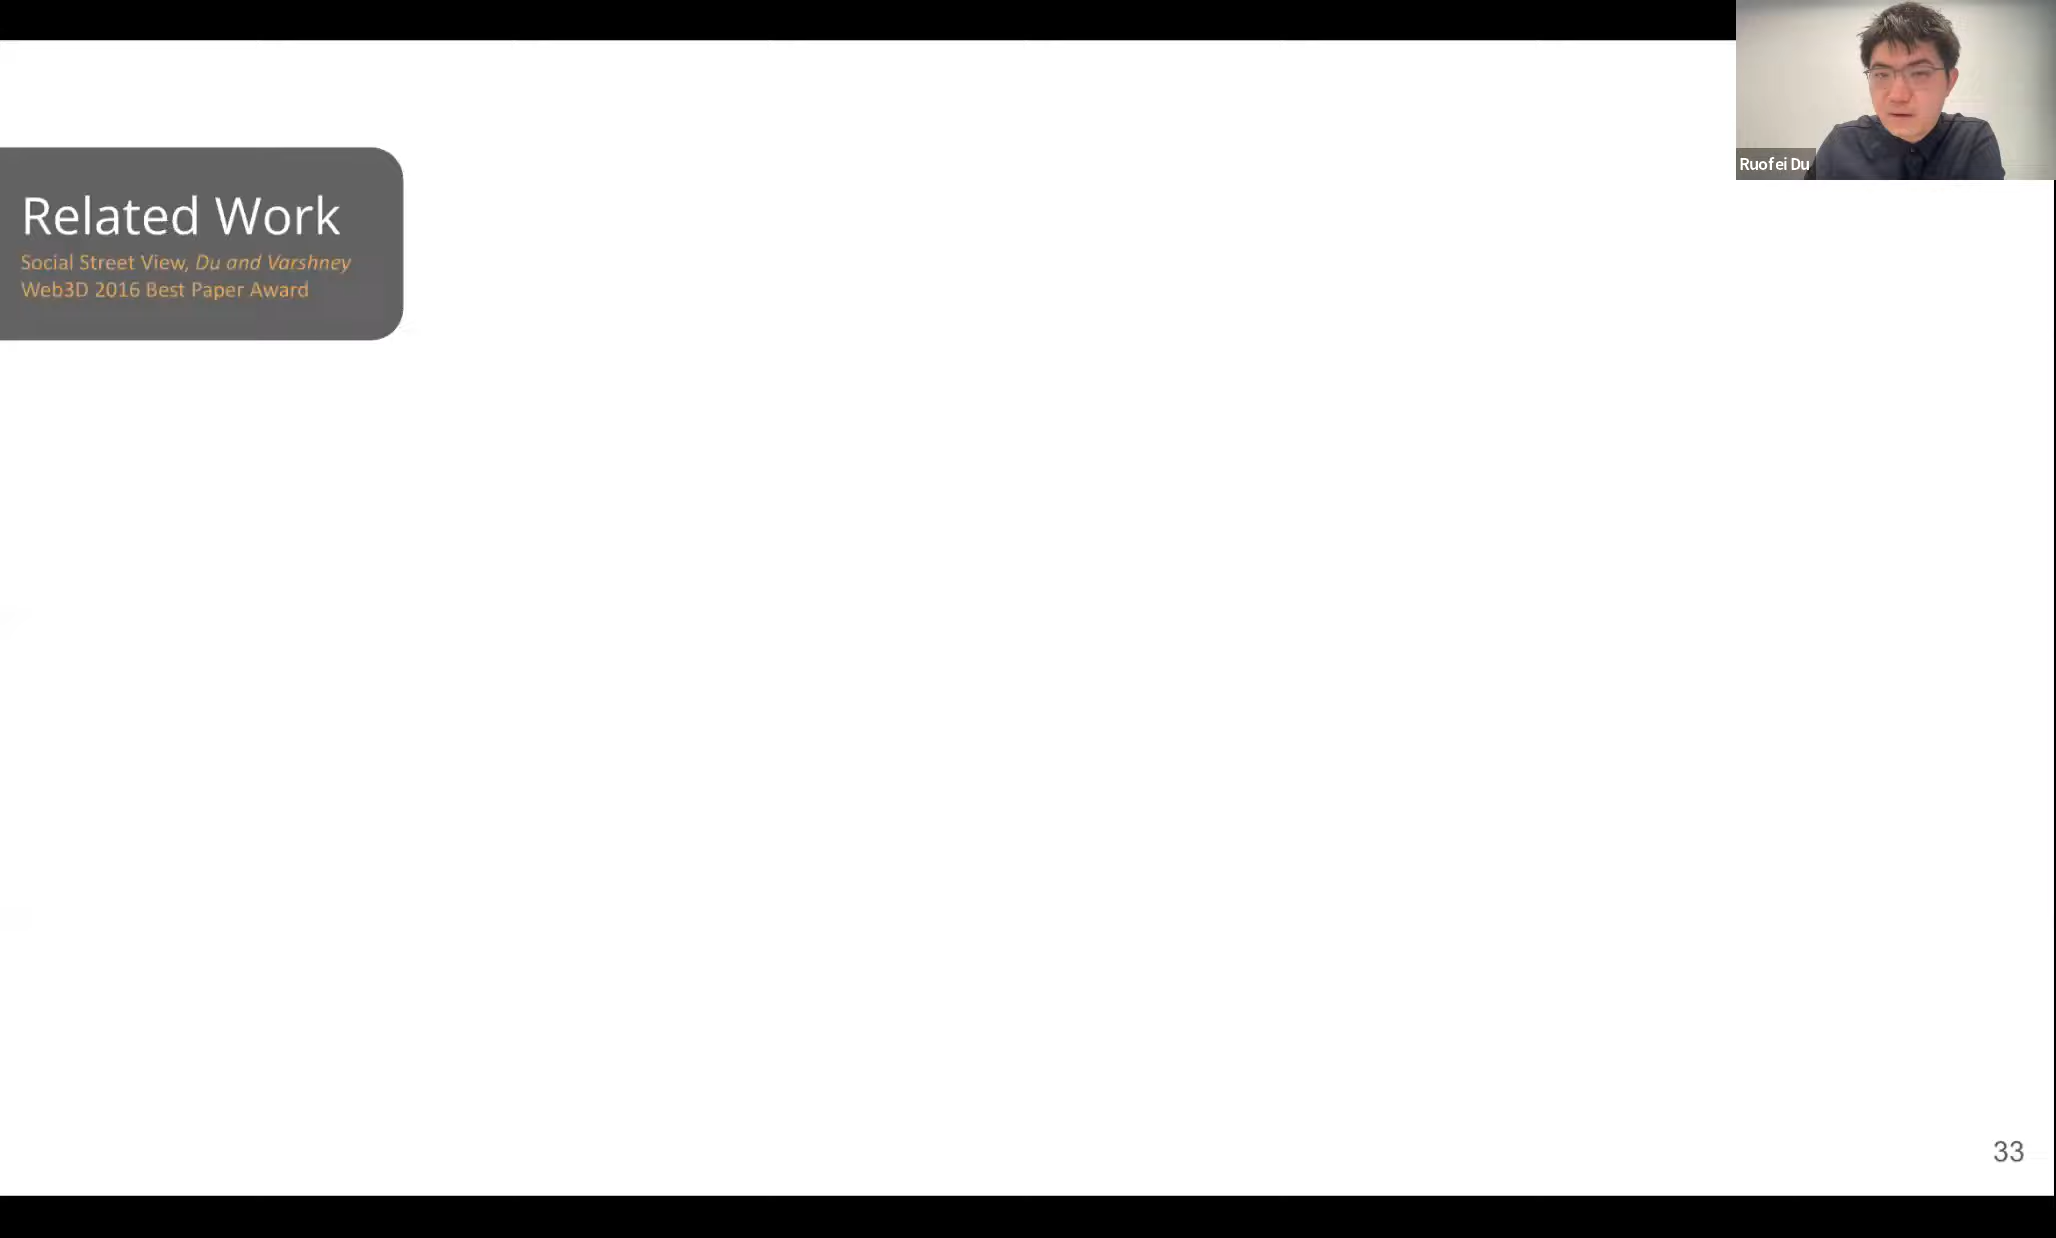 Related Work
Social Street View, Du and Varshney
Web3D 2016 Best Paper Award
Ruofei Du
33